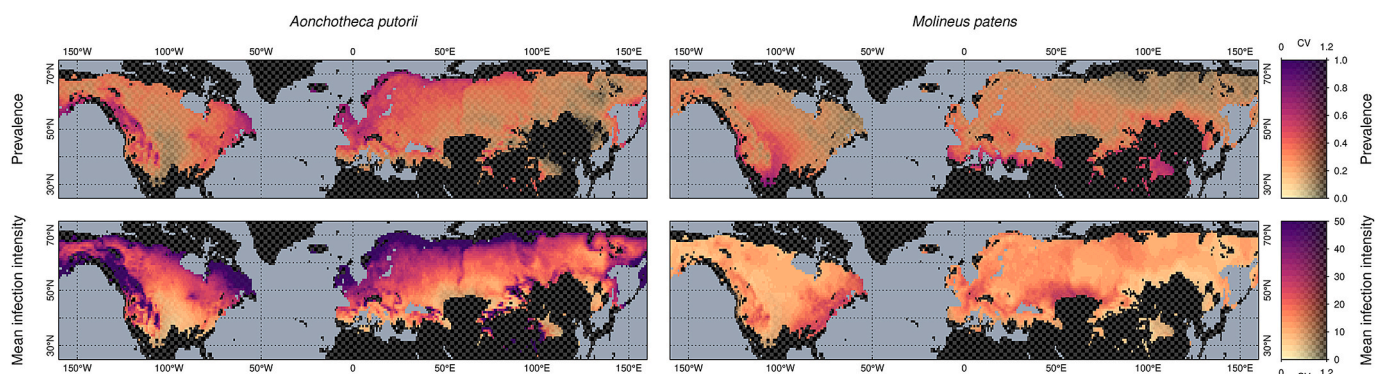 Aonchotheca putorii
Molineus patens
150°W 100°W 50°W 0 50°E 100°E 150°E
150°W 100°W 50°W 0 50°E 100°E 150°E
0 CV 1.2
Prevalence
70°N
50°N
30°N
70°N
50°N
30°N
1.0
0.8
0.6
0.4
0.2
0.0
Prevalence
Mean infection intensity
70°N
50°N
30°N
70°N
50°N
30°N
50
40
30
20
10
0
Mean infection intensity
150°W 100°W 50°W 0 50°E 100°E 150°E
150°W 100°W 50°W 0 50°E 100°E 150°E